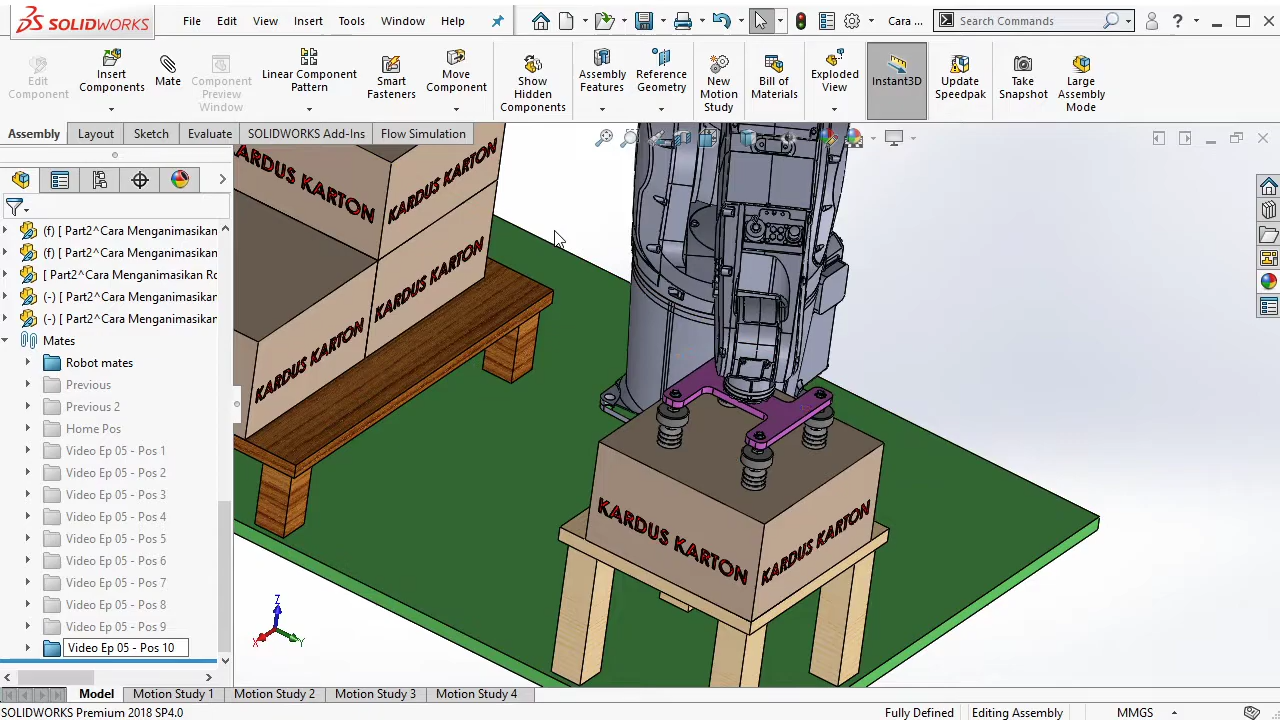 SOLIDWORKS
File Edit View Insert Tools Window Help
Cara ...
Search Commands
?
Edit Component
Insert Components
Mate
Component Preview Window
Linear Component Pattern
Smart Fasteners
Move Component
Show Hidden Components
Assembly Features
Reference Geometry
New Motion Study
Bill of Materials
Exploded View
Instant3D
Update Speedpak
Take Snapshot
Large Assembly Mode
Assembly Layout Sketch Evaluate SOLIDWORKS Add-Ins Flow Simulation
(f) [ Part2^Cara Menganimasikan
(f) [ Part2^Cara Menganimasikan
[ Part2^Cara Menganimasikan Ro
(-) [ Part2^Cara Menganimasikan
(-) [ Part2^Cara Menganimasikan
Mates
Robot mates
Previous
Previous 2
Home Pos
Video Ep 05 - Pos 1
Video Ep 05 - Pos 2
Video Ep 05 - Pos 3
Video Ep 05 - Pos 4
Video Ep 05 - Pos 5
Video Ep 05 - Pos 6
Video Ep 05 - Pos 7
Video Ep 05 - Pos 8
Video Ep 05 - Pos 9
Video Ep 05 - Pos 10
ARDUS KARTON
KARDUS KARTON
KARDUS KARTON
KARDUS KARTON
KARDUS KARTON
KARDUS KARTON
Z
X
Y
Model Motion Study 1 Motion Study 2 Motion Study 3 Motion Study 4
SOLIDWORKS Premium 2018 SP4.0
Fully Defined Editing Assembly MMGS